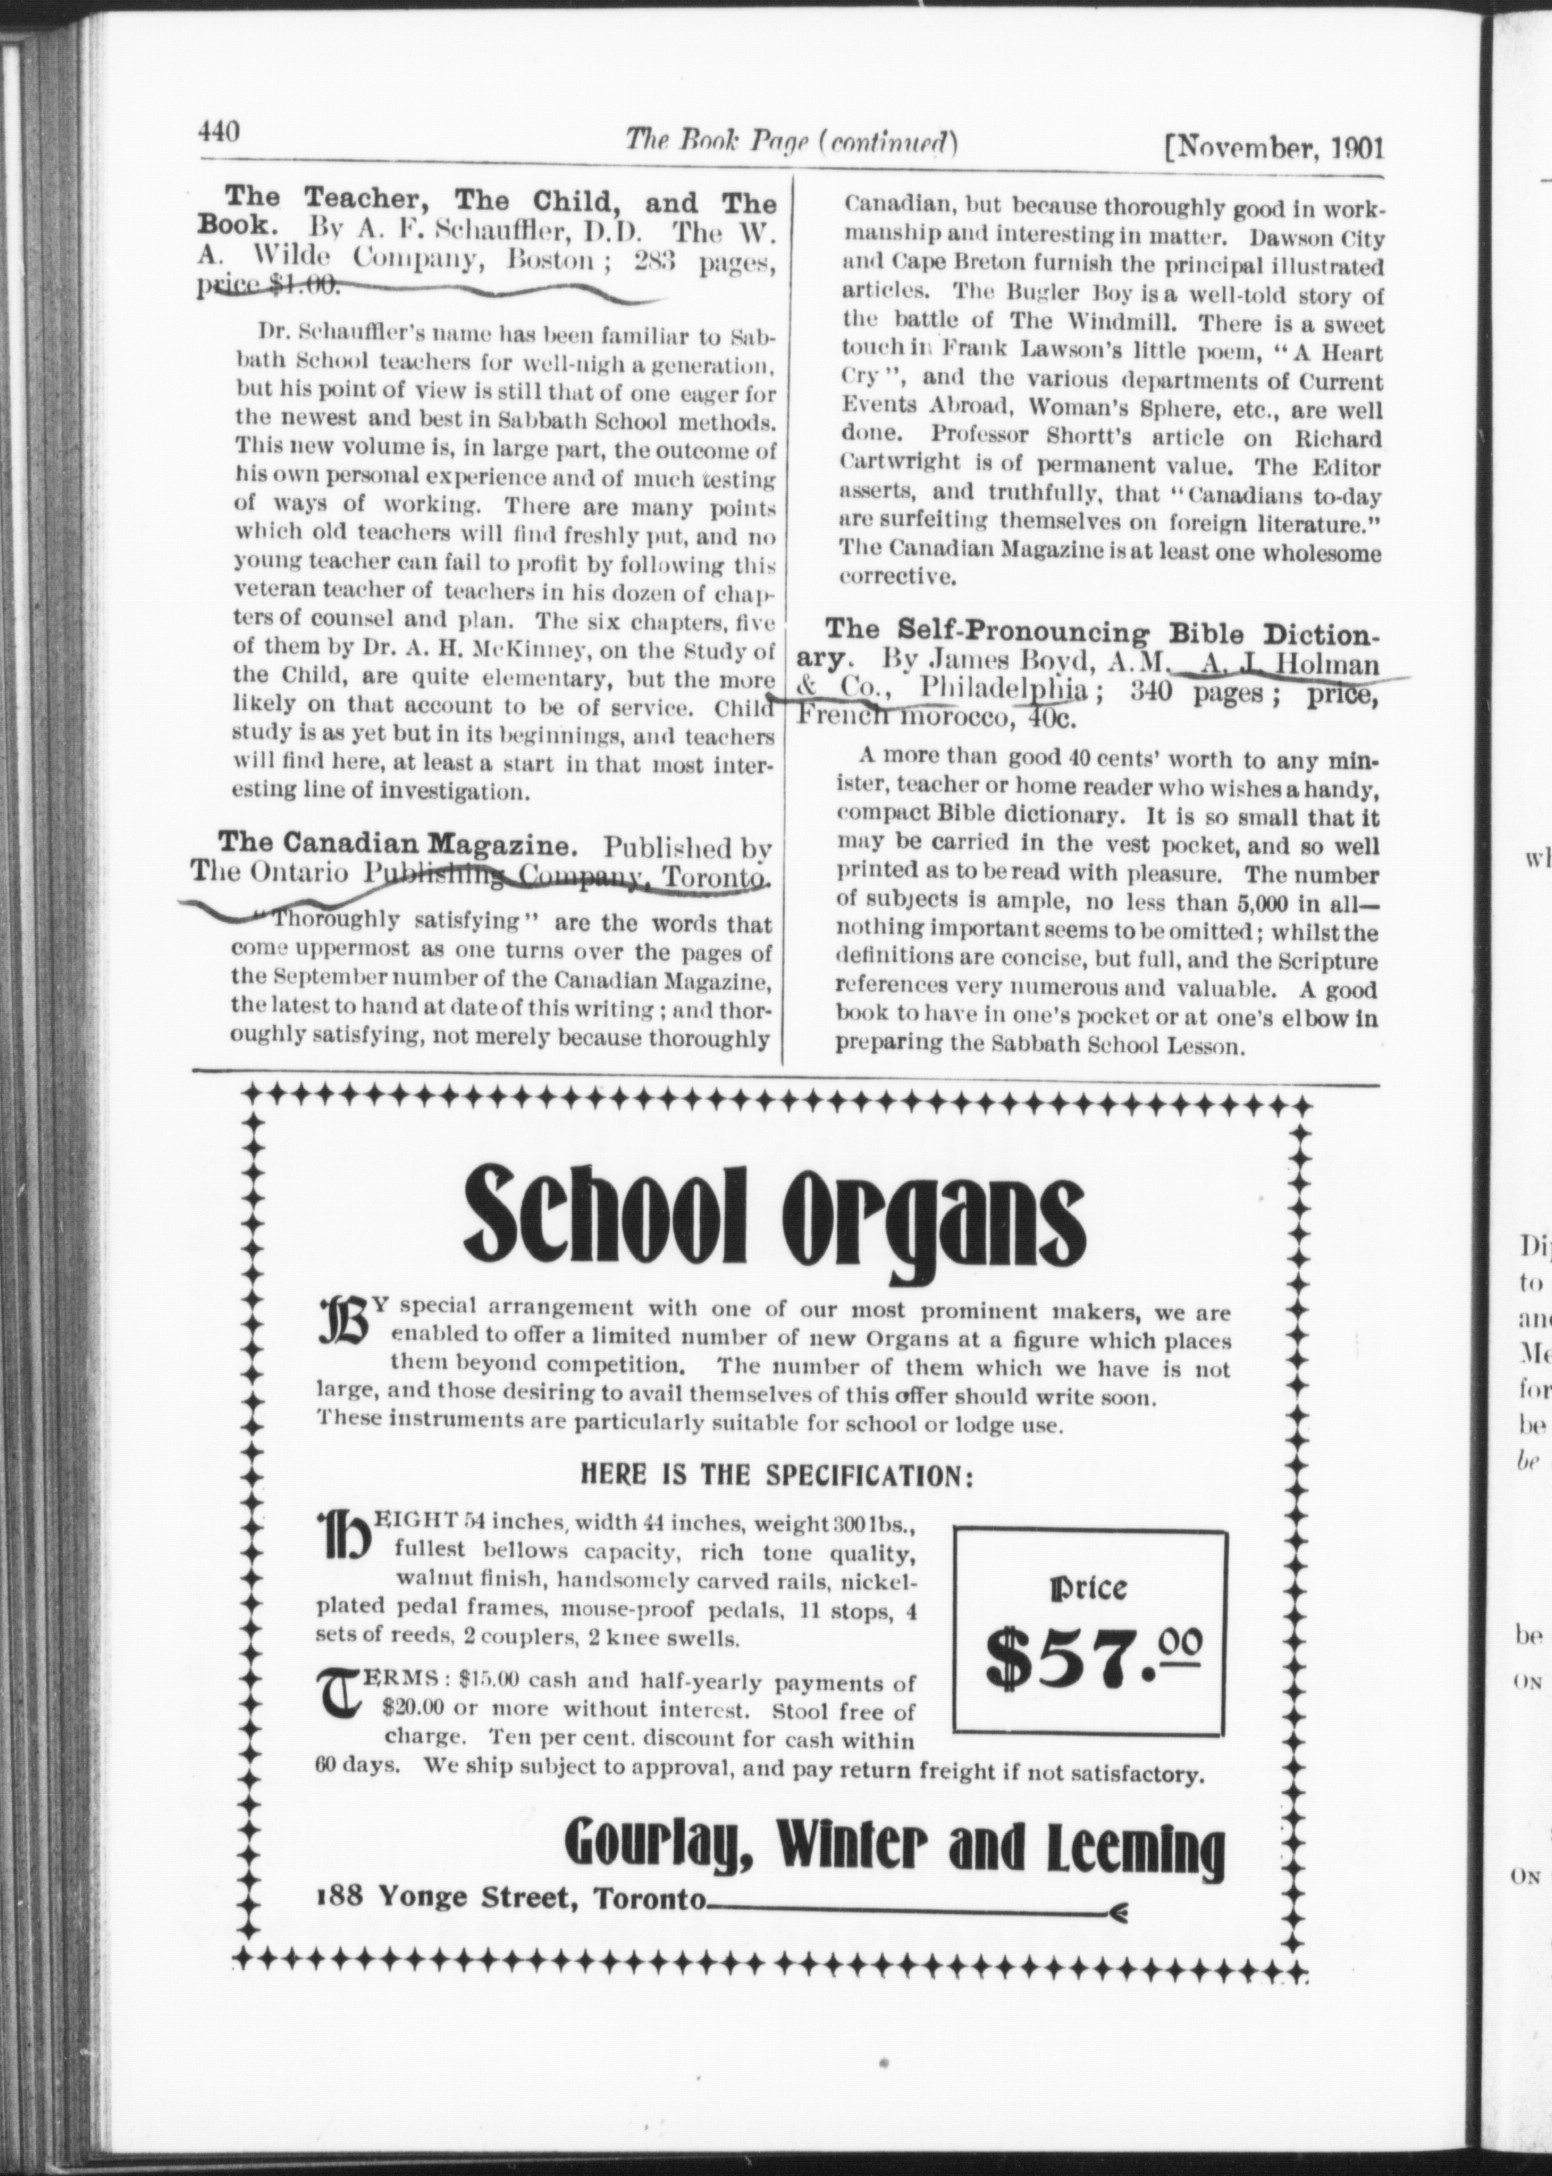 440
The Book Page (continued)
[November, 1901
The Teacher, The Child, and The
Book. By A. F. Schauffler, D.D. The W.
A. Wilde Company, Boston; 283 pages,
price $1.00.
Dr. Schauffler's name has been familiar to Sab-
bath School teachers for well-nigh a generation,
but his point of view is still that of one eager for
the newest and best in Sabbath School methods.
This new volume is, in large part, the outcome of
his own personal experience and of much testing
of ways of working. There are many points
which old teachers will find freshly put, and no
young teacher can fail to profit by following this
veteran teacher of teachers in his dozen of chap-
ters of counsel and plan. The six chapters, five
of them by Dr. A. H. McKinney, on the Study of
the Child, are quite elementary, but the more
likely on that account to be of service. Child
study is as yet but in its beginnings, and teachers
will find here, at least a start in that most inter-
esting line of investigation.
The Canadian Magazine. Published by
The Ontario Publishing Company, Toronto.
"Thoroughly satisfying" are the words that
come uppermost as one turns over the pages of
the September number of the Canadian Magazine,
the latest to hand at date of this writing; and thor-
oughly satisfying, not merely because thoroughly
Canadian, but because thoroughly good in work-
manship and interesting in matter. Dawson City
and Cape Breton furnish the principal illustrated
articles. The Bugler Boy is a well-told story of
the battle of The Windmill. There is a sweet
touch in Frank Lawson's little poem, "A Heart
Cry", and the various departments of Current
Events Abroad, Woman's Sphere, etc., are well
done. Professor Shortt's article on Richard
Cartwright is of permanent value. The Editor
asserts, and truthfully, that "Canadians to-day
are surfeiting themselves on foreign literature."
The Canadian Magazine is at least one wholesome
corrective.
The Self-Pronouncing Bible Diction-
ary. By James Boyd, A.M. A. J. Holman
& Co., Philadelphia; 340 pages; price,
French morocco, 40c.
A more than good 40 cents' worth to any min-
ister, teacher or home reader who wishes a handy,
compact Bible dictionary. It is so small that it
may be carried in the vest pocket, and so well
printed as to be read with pleasure. The number
of subjects is ample, no less than 5,000 in all—
nothing important seems to be omitted; whilst the
definitions are concise, but full, and the Scripture
references very numerous and valuable. A good
book to have in one's pocket or at one's elbow in
preparing the Sabbath School Lesson.
School Organs
BY special arrangement with one of our most prominent makers, we are
enabled to offer a limited number of new Organs at a figure which places
them beyond competition. The number of them which we have is not
large, and those desiring to avail themselves of this offer should write soon.
These instruments are particularly suitable for school or lodge use.
HERE IS THE SPECIFICATION:
HEIGHT 54 inches, width 44 inches, weight 300 lbs.,
fullest bellows capacity, rich tone quality,
walnut finish, handsomely carved rails, nickel-
plated pedal frames, mouse-proof pedals, 11 stops, 4
sets of reeds, 2 couplers, 2 knee swells.
TERMS: $15.00 cash and half-yearly payments of
$20.00 or more without interest. Stool free of
charge. Ten per cent. discount for cash within
60 days. We ship subject to approval, and pay return freight if not satisfactory.
Price
$57.00
Gourlay, Winter and Leeming
188 Yonge Street, Toronto
to
be
be
be
ON
ON